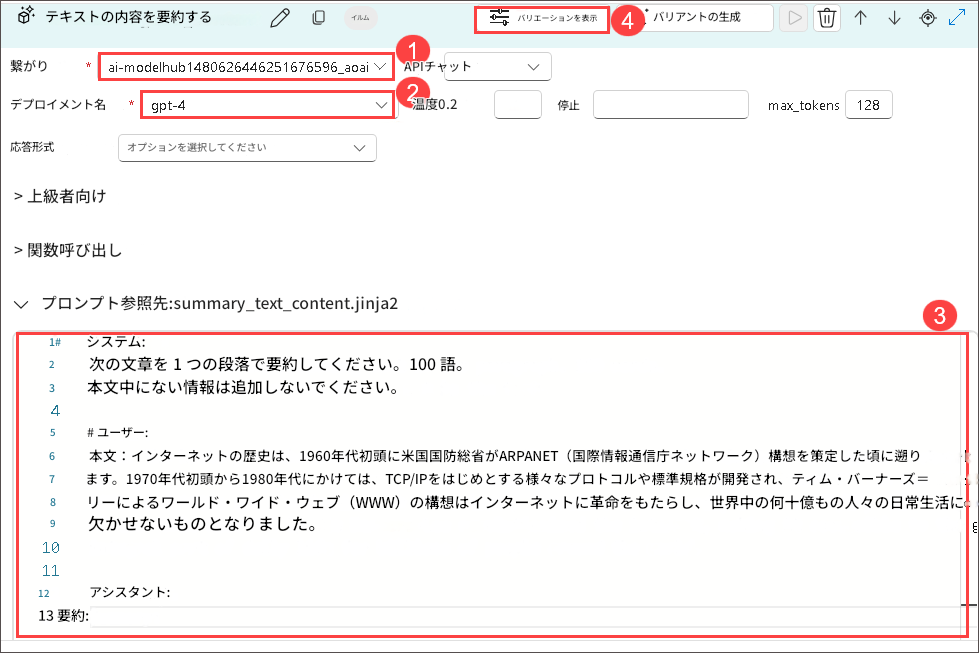 テキストの内容を要約する イルム バリエーションを表示 4 バリアントの生成
繋がり * ai-modelhub1480626446251676596_aoai 1 APIチャット
デプロイメント名 * gpt-4 2 温度0.2 停止 max_tokens 128
応答形式 オプションを選択してください
> 上級者向け
> 関数呼び出し
プロンプト参照先:summary_text_content.jinja2
3
1# システム:
2 次の文章を 1 つの段落で要約してください。100 語。
3 本文中にない情報は追加しないでください。
4
5 # ユーザー:
6 本文：インターネットの歴史は、1960年代初頭に米国国防総省がARPANET（国際情報通信庁ネットワーク）構想を策定した頃に遡り
7 ます。1970年代初頭から1980年代にかけては、TCP/IPをはじめとする様々なプロトコルや標準規格が開発され、ティム・バーナーズ＝
8 リーによるワールド・ワイド・ウェブ（WWW）の構想はインターネットに革命をもたらし、世界中の何十億もの人々の日常生活に
9 欠かせないものとなりました。
10
11
12 アシスタント:
13 要約: